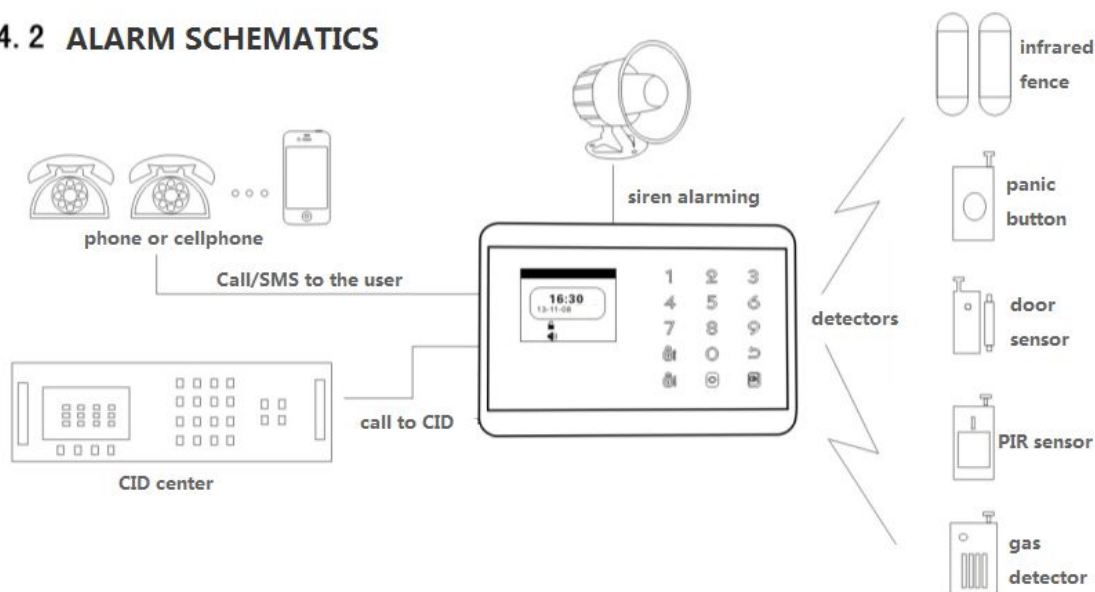 4. 2 ALARM SCHEMATICS
infrared
fence
siren alarming
panic
button
phone or cellphone
Call/SMS to the user
16:30
13-11-08
1 2 3
4 5 6
7 8 9
0
detectors
door
sensor
call to CID
CID center
PIR sensor
gas
detector